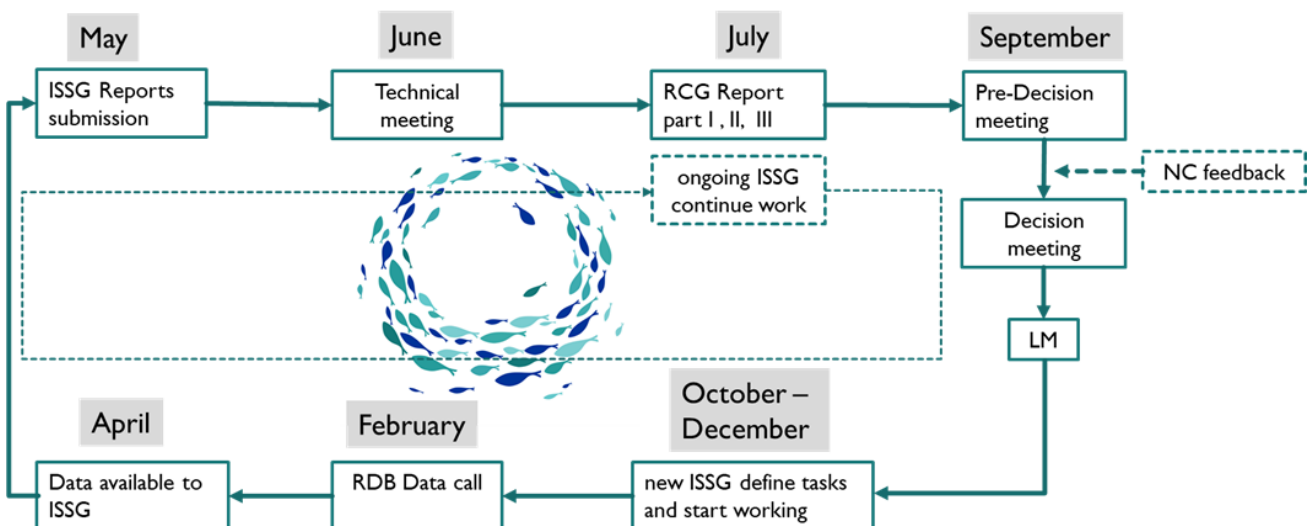 May
June
July
September
ISSG Reports
submission
Technical
meeting
RCG Report
part I , II, III
Pre-Decision
meeting
ongoing ISSG
continue work
NC feedback
Decision
meeting
LM
April
February
October –
December
Data available to
ISSG
RDB Data call
new ISSG define tasks
and start working